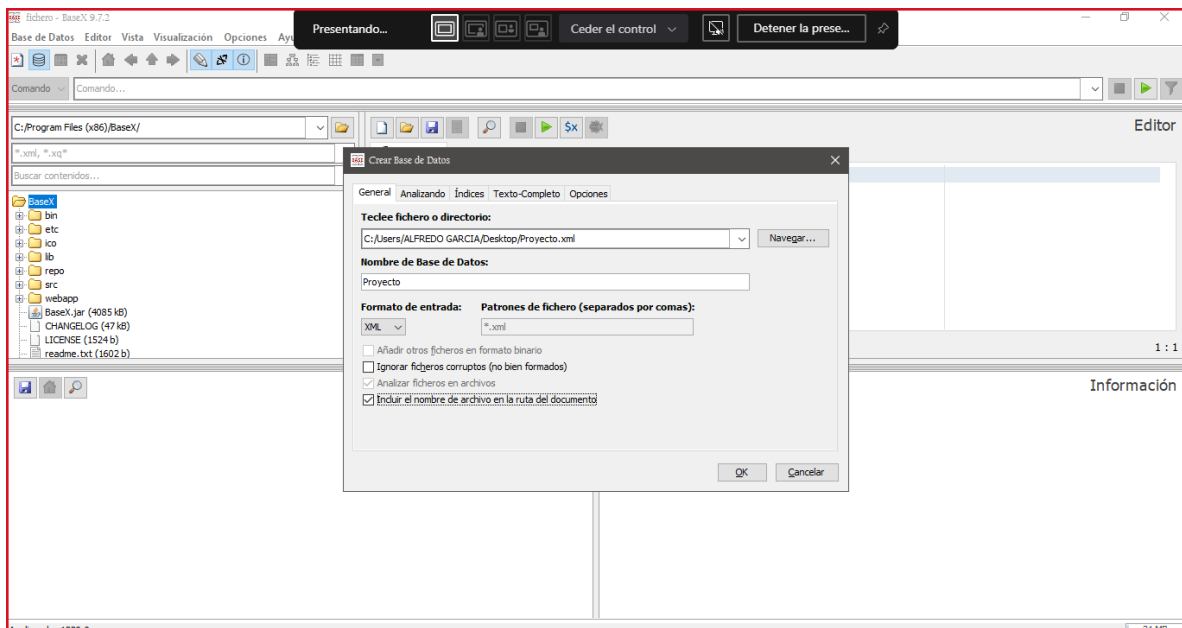 fichero - BaseX 9.7.2
Presentando...
Ceder el control
Detener la prese...
Base de Datos Editor Vista Visualización Opciones Ayu
Comando
Comando...
C:/Program Files (x86)/BaseX/
*.xml, *.xq*
Buscar contenidos...
BaseX
bin
etc
ico
lib
repo
src
webapp
BaseX.jar (4085 kB)
CHANGELOG (47 kB)
LICENSE (1524 b)
readme.txt (1602 b)
$x
Editor
1 : 1
Crear Base de Datos
General Analizando Índices Texto-Completo Opciones
Teclee fichero o directorio:
C:/Users/ALFREDO GARCIA/Desktop/Proyecto.xml
Navegar...
Nombre de Base de Datos:
Proyecto
Formato de entrada: Patrones de fichero (separados por comas):
XML
*.xml
Añadir otros ficheros en formato binario
Ignorar ficheros corruptos (no bien formados)
Analizar ficheros en archivos
Incluir el nombre de archivo en la ruta del documento
OK
Cancelar
Información